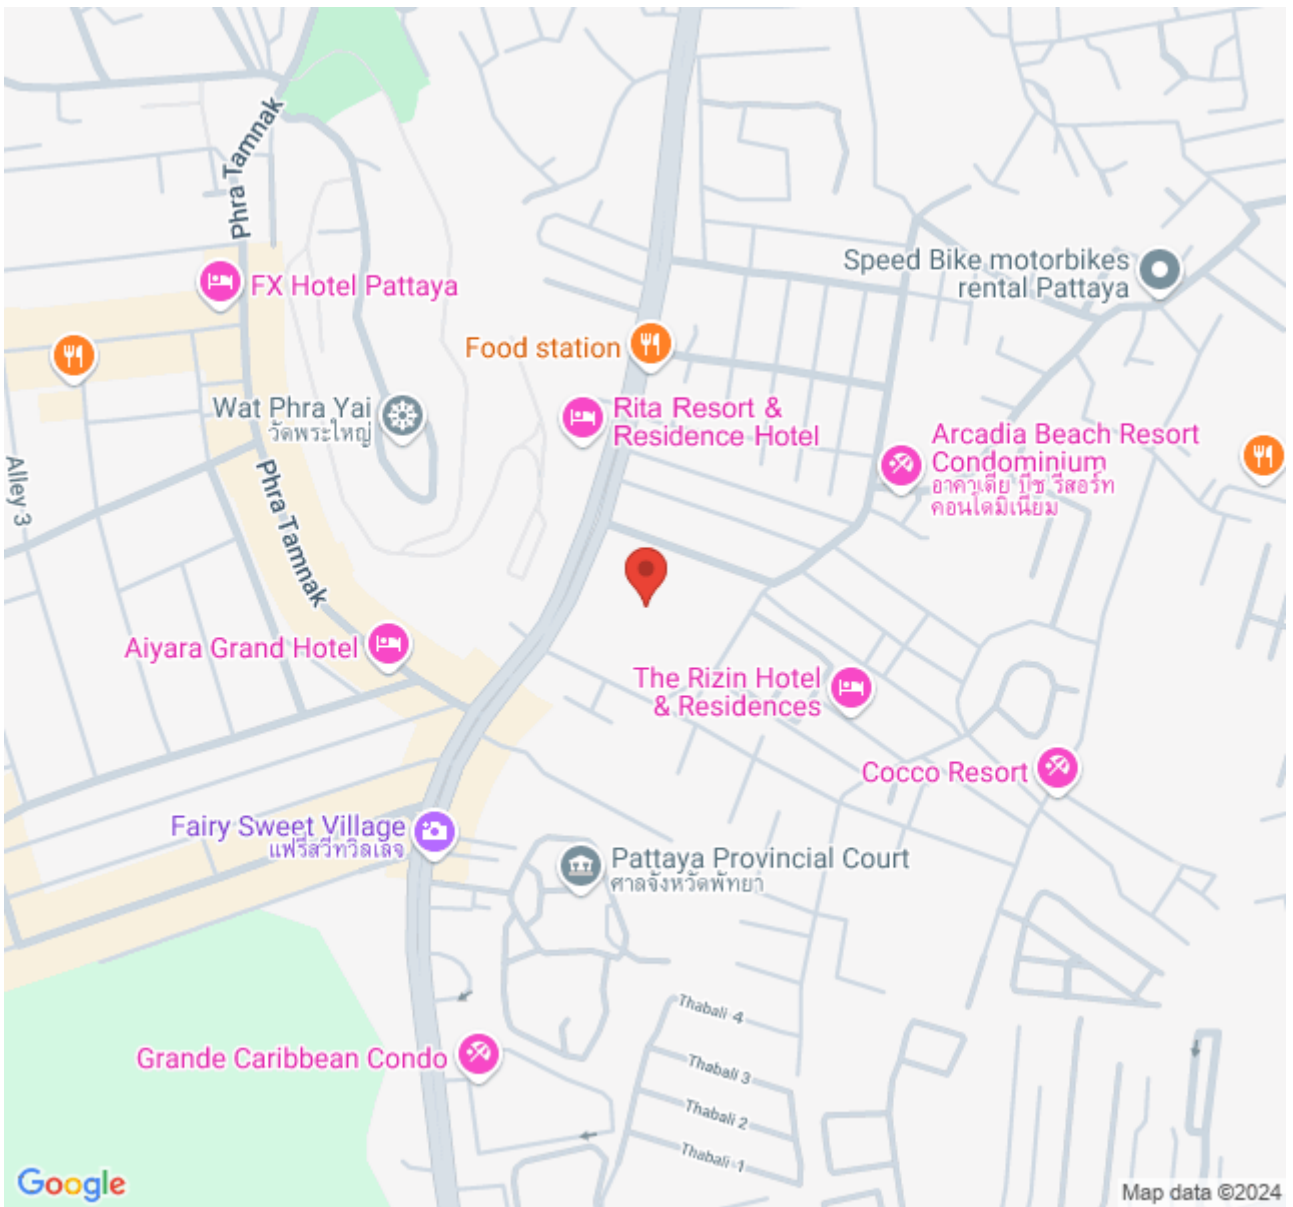 Phra Tamnak
Speed Bike motorbikes
rental Pattaya
FX Hotel Pattaya
Food station
Wat Phra Yai
วัดพระใหญ่
Rita Resort &
Residence Hotel
Arcadia Beach Resort
Condominium
อาคาเดีย บีช รีสอร์ท
คอนโดมิเนียม
Alley 3
Phra Tamnak
Aiyara Grand Hotel
The Rizin Hotel
& Residences
Cocco Resort
Fairy Sweet Village
แฟรี่สวีทวิลเลจ
Pattaya Provincial Court
ศาลจังหวัดพัทยา
Thabali 4
Grande Caribbean Condo
Thabali 3
Thabali 2
Thabali 1
Google
Map data ©2024